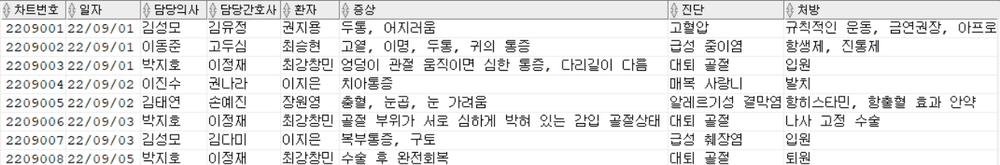 차트번호 일자 담당의사 담당간호사 환자 증상 진단 처방
2209001 22/09/01 김성모 김유정 권지용 두통, 어지러움 고혈압 규칙적인 운동, 금연권장, 아프로
2209002 22/09/01 이동준 고두심 최승현 고열, 이명, 두통, 귀의 통증 급성 중이염 항생제, 진통제
2209003 22/09/01 박지호 이정재 최강창민 엉덩이 관절 움직이면 심한 통증, 다리길이 다름 대퇴 골절 입원
2209004 22/09/02 이진수 권나라 이지은 치아통증 매복 사랑니 발치
2209005 22/09/02 김태연 손예진 장원영 충혈, 눈곱, 눈 가려움 알레르기성 결막염 항히스타민, 항출혈 효과 안약
2209006 22/09/03 박지호 이정재 최강창민 골절 부위가 서로 심하게 박혀 있는 감입 골절상태 대퇴 골절 나사 고정 수술
2209007 22/09/03 김성모 김다미 이지은 복부통증, 구토 급성 췌장염 입원
2209008 22/09/05 박지호 이정재 최강창민 수술 후 완전회복 대퇴 골절 퇴원